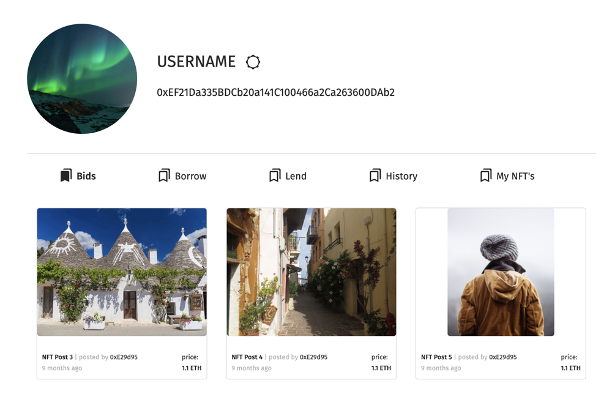 USERNAME
0xEF21Da335BDCb20a141C100466a2Ca263600DAb2
Bids Borrow Lend History My NFT's
NFT Post 3 | posted by 0xE29d95 price:
9 months ago 1.1 ETH
NFT Post 4 | posted by 0xE29d95 price:
9 months ago 1.1 ETH
NFT Post 5 | posted by 0xE29d95 price:
9 months ago 1.1 ETH